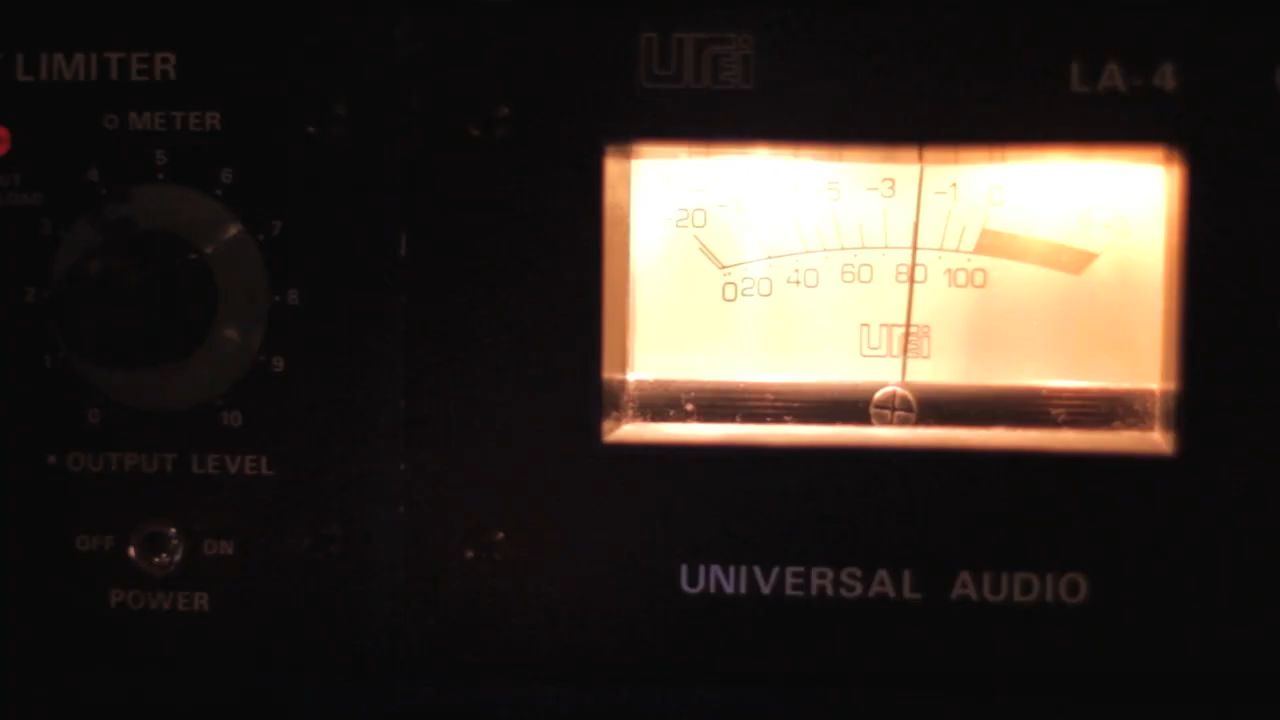 LIMITER
METER
5
4 6
3 7
2 8
1 9
0 10
OUTPUT LEVEL
OFF ON
POWER
urei
LA-4
20 5 -3 -1 0
0 20 40 60 80 100
urei
UNIVERSAL AUDIO